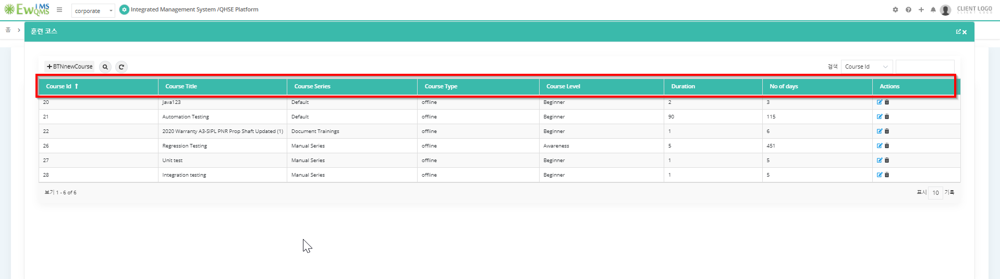 EwIMS QMS
corporate
Integrated Management System /QHSE Platform
CLIENT LOGO
CLIENT LOGO
홈
훈련 코스
BTNnewCourse
검색 Course Id
Course Id Course Title Course Series Course Type Course Level Duration No of days Actions
20 Java123 Default offline Beginner 2 3
21 Automation Testing Default offline Beginner 90 115
22 2020 Warranty A3-SIPL PNR Prop Shaft Updated (1) Document Trainings offline Beginner 1 6
26 Regression Testing Manual Series offline Awareness 5 451
27 Unit test Manual Series offline Beginner 1 5
28 Integration testing Manual Series offline Beginner 1 5
보기 1 - 6 of 6
표시 10 기록